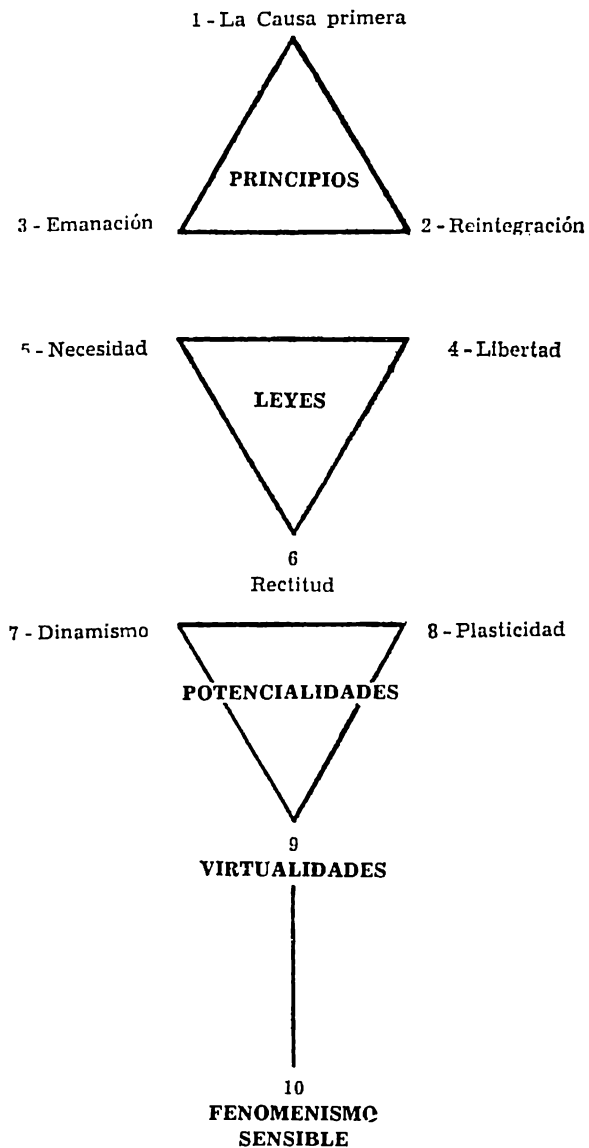 1 - La Causa primera
PRINCIPIOS
3 - Emanación
2 - Reintegración
5 - Necesidad
4 - Libertad
LEYES
6
Rectitud
7 - Dinamismo
8 - Plasticidad
POTENCIALIDADES
9
VIRTUALIDADES
10
FENOMENISMO
SENSIBLE